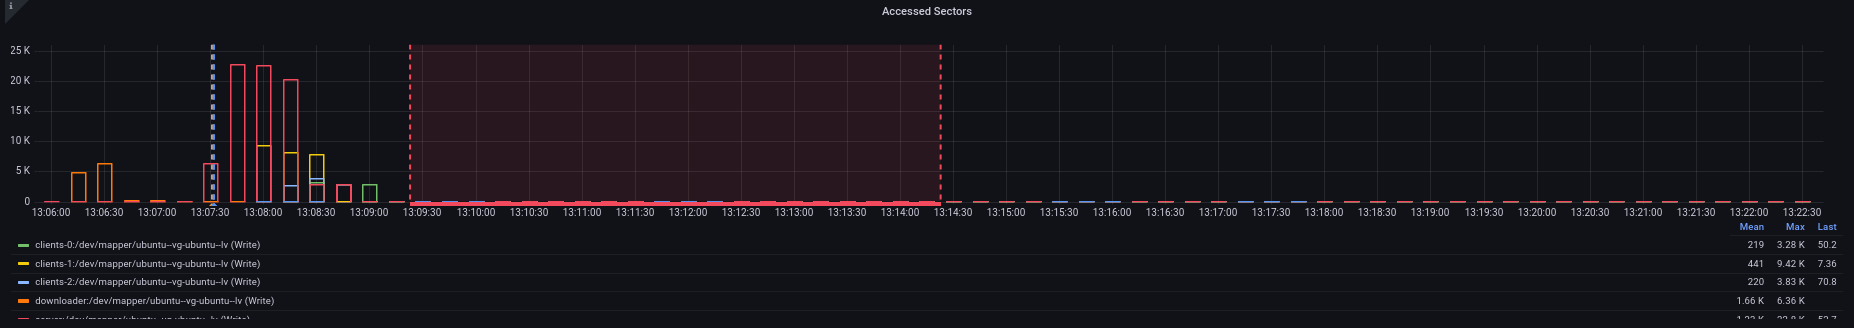 i
Accessed Sectors
25 K
20 K
15 K
10 K
5 K
0
13:06:00 13:06:30 13:07:00 13:07:30 13:08:00 13:08:30 13:09:00 13:09:30 13:10:00 13:10:30 13:11:00 13:11:30 13:12:00 13:12:30 13:13:00 13:13:30 13:14:00 13:14:30 13:15:00 13:15:30 13:16:00 13:16:30 13:17:00 13:17:30 13:18:00 13:18:30 13:19:00 13:19:30 13:20:00 13:20:30 13:21:00 13:21:30 13:22:00 13:22:30
Mean Max Last
clients-0:/dev/mapper/ubuntu--vg-ubuntu--lv (Write) 219 3.28 K 50.2
clients-1:/dev/mapper/ubuntu--vg-ubuntu--lv (Write) 441 9.42 K 7.36
clients-2:/dev/mapper/ubuntu--vg-ubuntu--lv (Write) 220 3.83 K 70.8
downloader:/dev/mapper/ubuntu--vg-ubuntu--lv (Write) 1.66 K 6.36 K